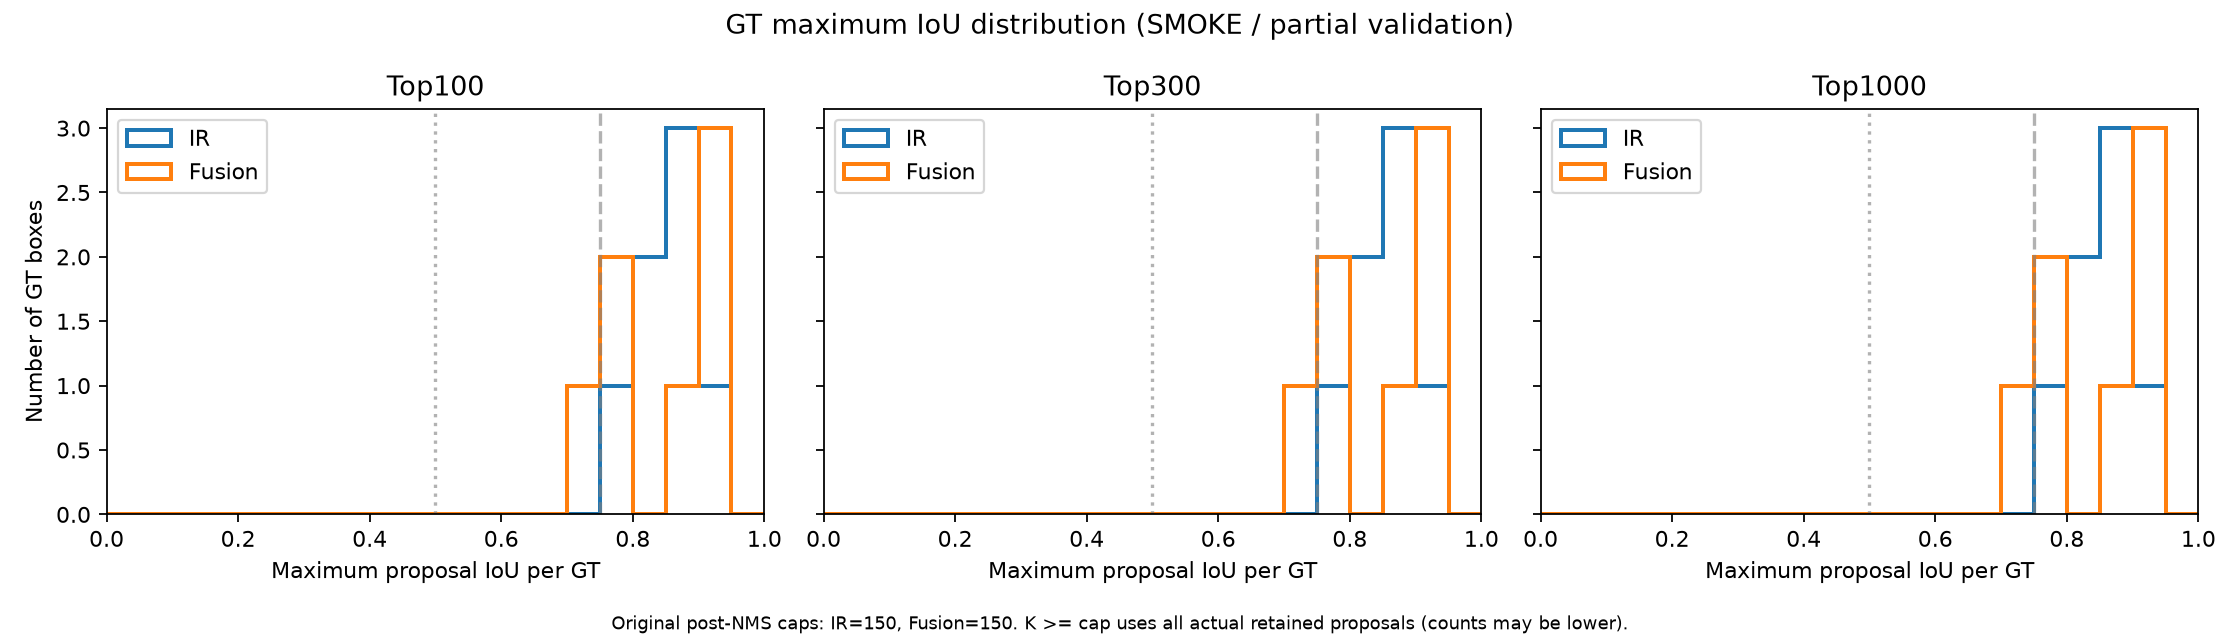 GT maximum IoU distribution (SMOKE / partial validation)
Top100
Top300
Top1000
IR
Fusion
IR
Fusion
IR
Fusion
Number of GT boxes
3.0
2.5
2.0
1.5
1.0
0.5
0.0
0.0 0.2 0.4 0.6 0.8 1.0
0.0 0.2 0.4 0.6 0.8 1.0
0.0 0.2 0.4 0.6 0.8 1.0
Maximum proposal IoU per GT
Maximum proposal IoU per GT
Maximum proposal IoU per GT
Original post-NMS caps: IR=150, Fusion=150. K >= cap uses all actual retained proposals (counts may be lower).